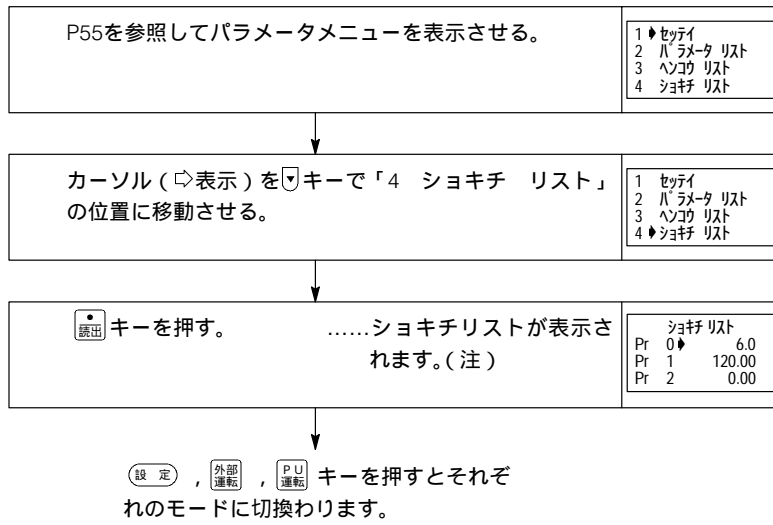 P55を参照してパラメータメニューを表示させる。
1 セッテイ
2 パラメータ リスト
3 ヘンコウ リスト
4 ショキチ リスト
カーソル(⇨表示)を▼キーで「4 ショキチ リスト」
の位置に移動させる。
1 セッテイ
2 パラメータ リスト
3 ヘンコウ リスト
4 ショキチ リスト
読出 キーを押す。 ……ショキチリストが表示さ
れます。(注)
ショキチ リスト
Pr 0 6.0
Pr 1 120.00
Pr 2 0.00
設定 , 外部運転 , PU運転 キーを押すとそれぞ
れのモードに切換わります。